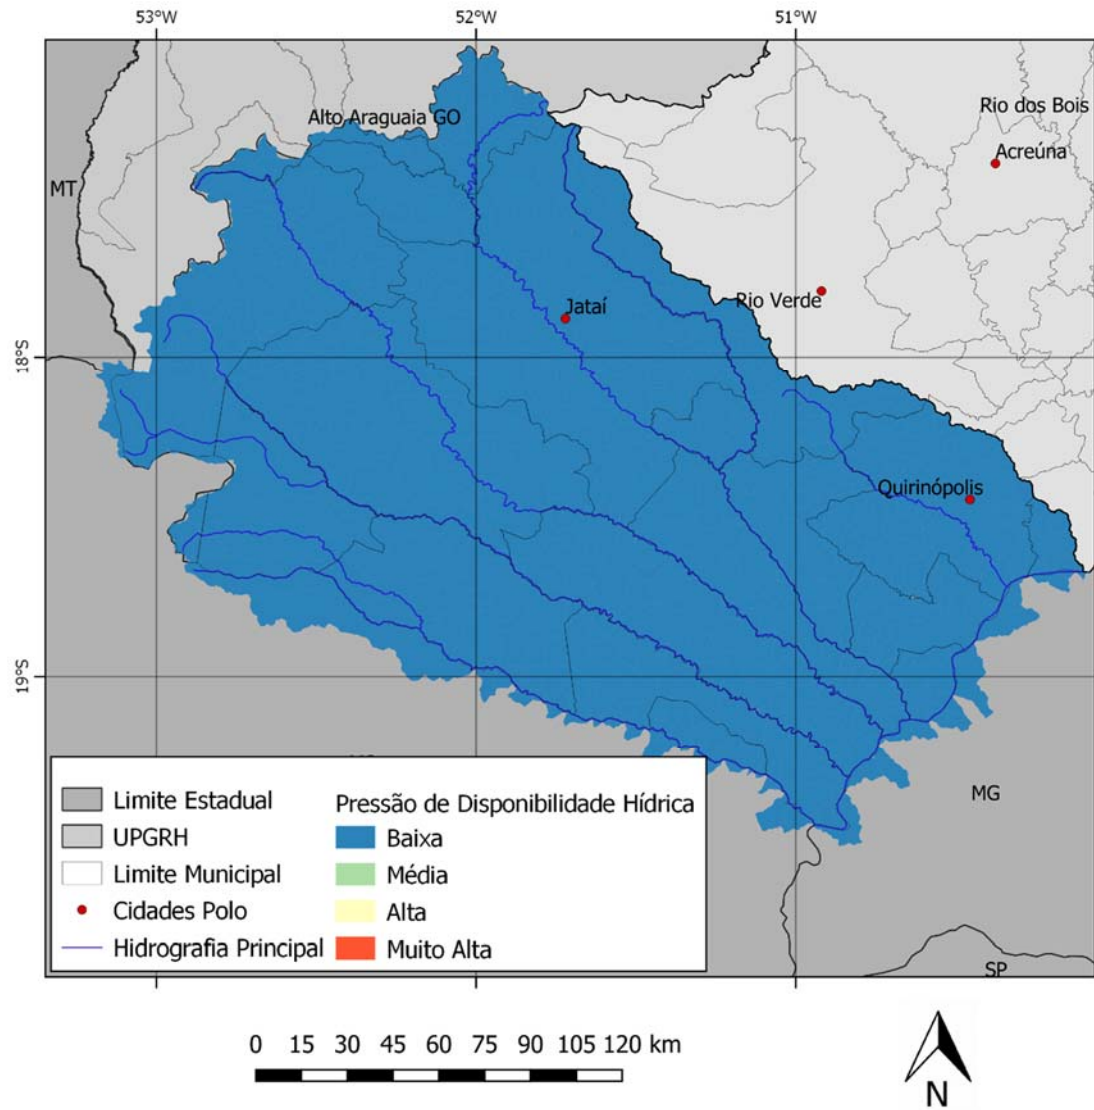 53°W 52°W 51°W
Rio dos Bois
Alto Araguaia GO
Acreúna
MT
Rio Verde
Jataí
18°S
Quirinópolis
19°S
MG
Limite Estadual
UPGRH
Limite Municipal
Cidades Polo
Hidrografia Principal
Pressão de Disponibilidade Hídrica
Baixa
Média
Alta
Muito Alta
SP
0 15 30 45 60 75 90 105 120 km
N